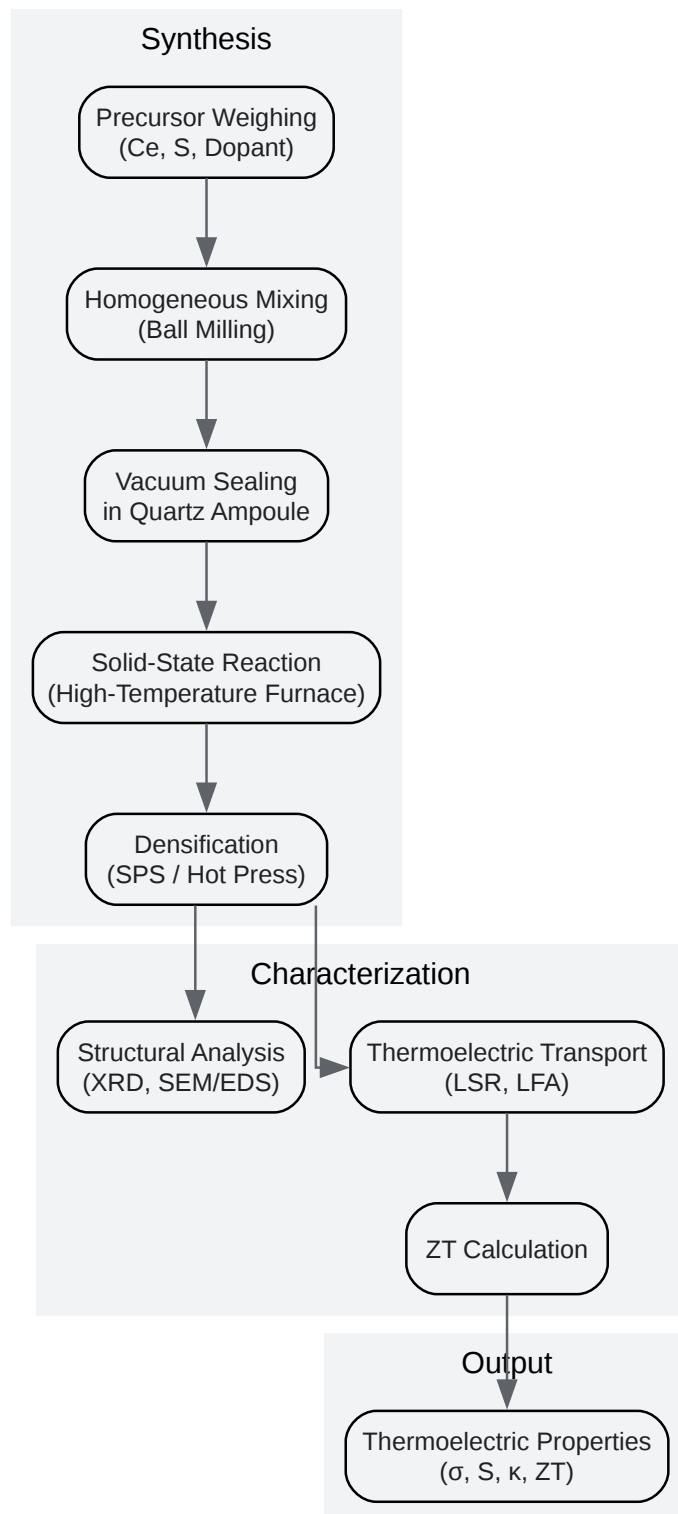 Synthesis
Precursor Weighing
(Ce, S, Dopant)
Homogeneous Mixing
(Ball Milling)
Vacuum Sealing
in Quartz Ampoule
Solid-State Reaction
(High-Temperature Furnace)
Densification
(SPS / Hot Press)
Characterization
Structural Analysis
(XRD, SEM/EDS)
Thermoelectric Transport
(LSR, LFA)
ZT Calculation
Output
Thermoelectric Properties
(σ, S, κ, ZT)